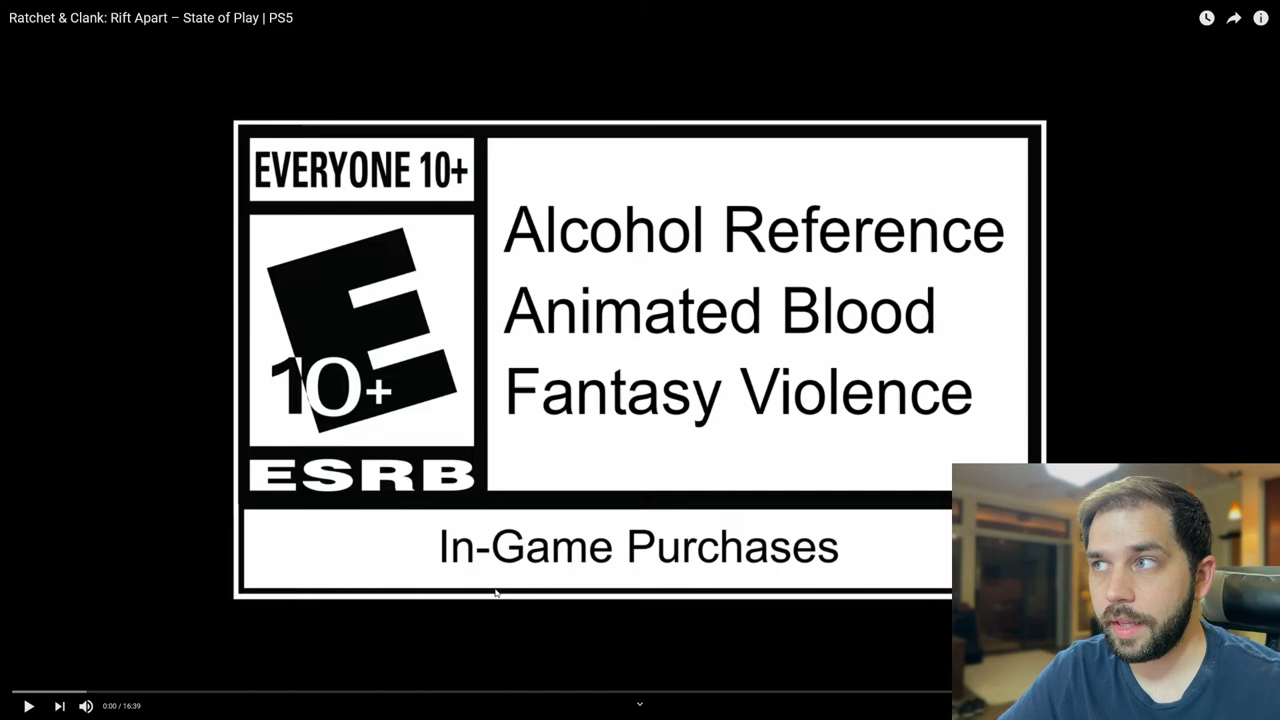 Ratchet & Clank: Rift Apart – State of Play | PS5
EVERYONE 10+
E
10+
ESRB
Alcohol Reference
Animated Blood
Fantasy Violence
In-Game Purchases
0:00 / 16:39